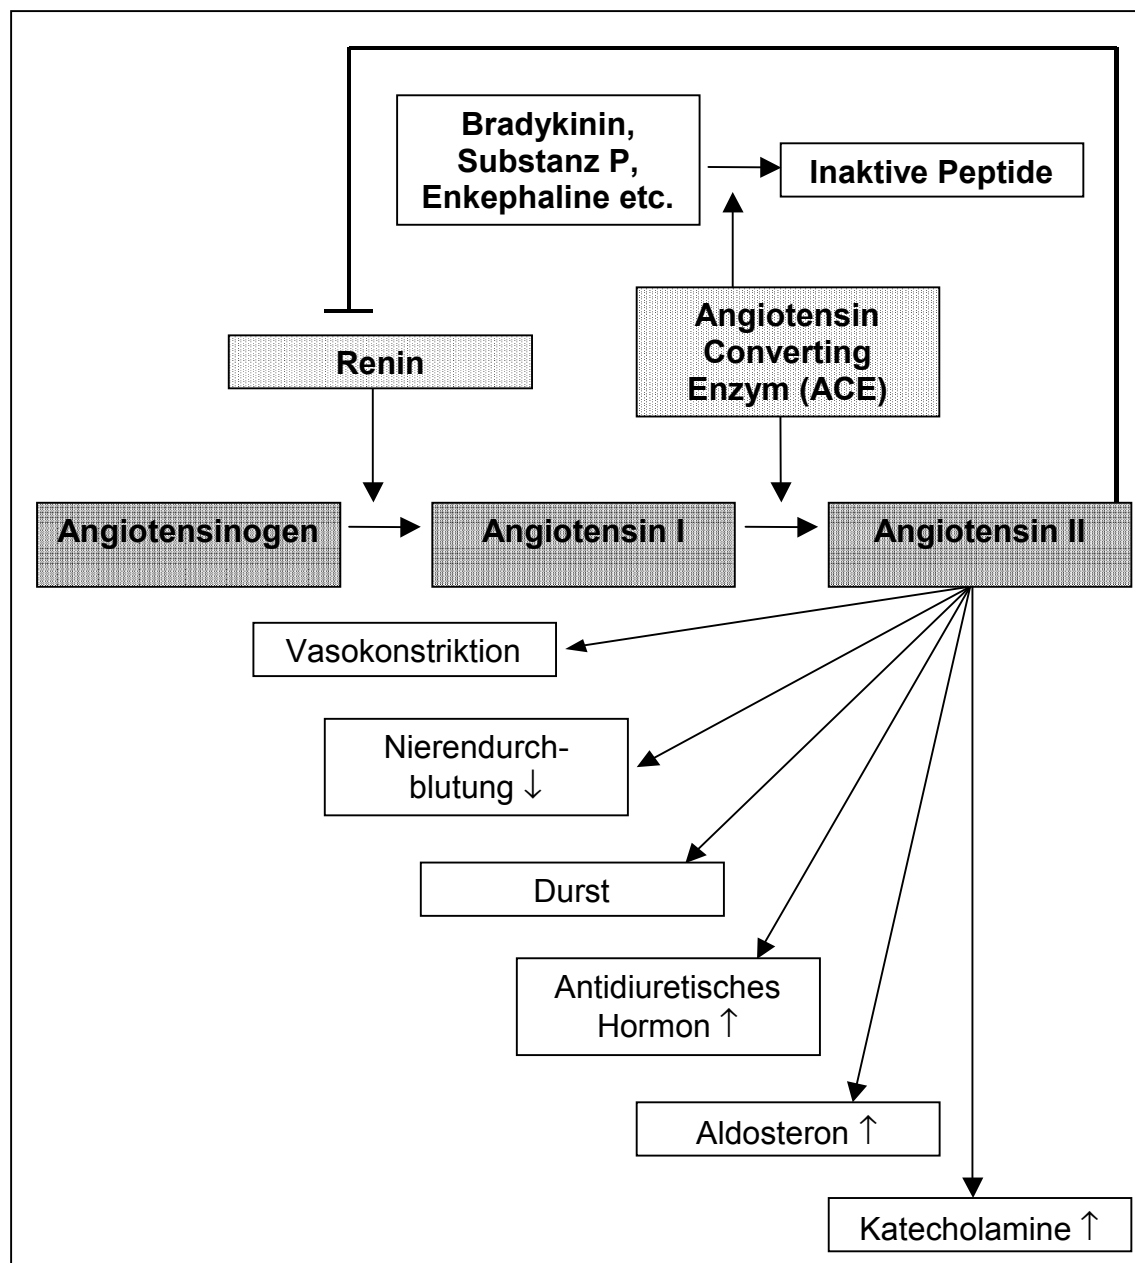 Bradykinin,
Substanz P,
Enkephaline etc.
Inaktive Peptide
Angiotensin
Converting
Enzym (ACE)
Renin
Angiotensinogen
Angiotensin I
Angiotensin II
Vasokonstriktion
Nierendurch-
blutung ↓
Durst
Antidiuretisches
Hormon ↑
Aldosteron ↑
Katecholamine ↑